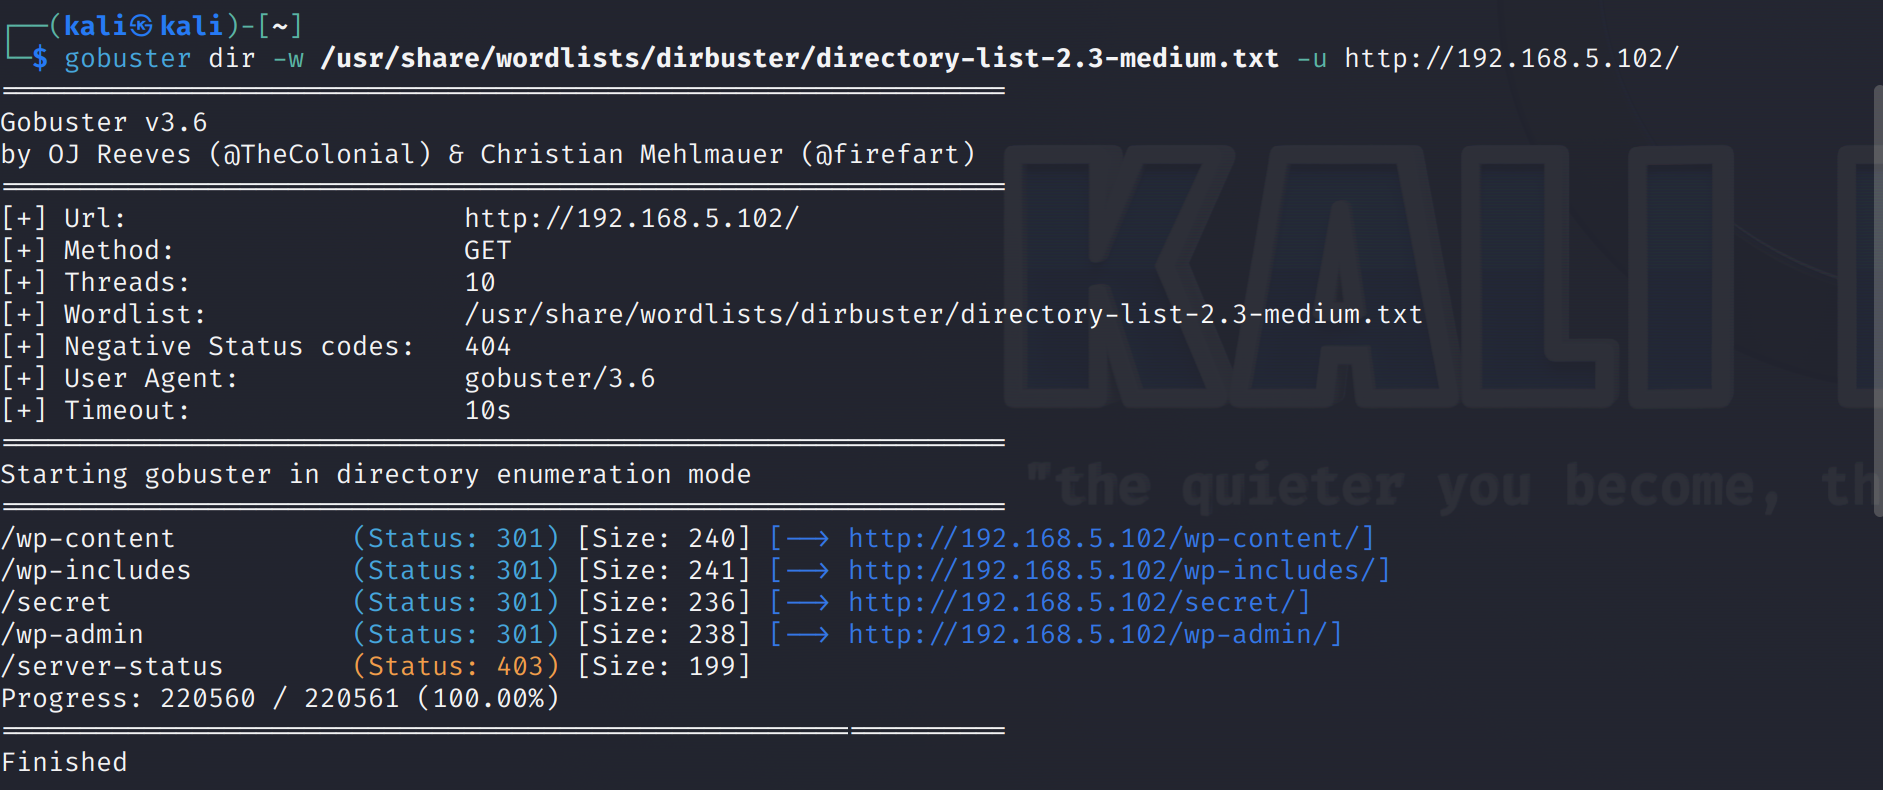 ┌──(kali㉿kali)-[~]
└─$ gobuster dir -w /usr/share/wordlists/dirbuster/directory-list-2.3-medium.txt -u http://192.168.5.102/
===============================================================
Gobuster v3.6
by OJ Reeves (@TheColonial) & Christian Mehlmauer (@firefart)
===============================================================
[+] Url:                     http://192.168.5.102/
[+] Method:                  GET
[+] Threads:                 10
[+] Wordlist:                /usr/share/wordlists/dirbuster/directory-list-2.3-medium.txt
[+] Negative Status codes:   404
[+] User Agent:              gobuster/3.6
[+] Timeout:                 10s
===============================================================
Starting gobuster in directory enumeration mode
===============================================================
/wp-content           (Status: 301) [Size: 240] [--> http://192.168.5.102/wp-content/]
/wp-includes          (Status: 301) [Size: 241] [--> http://192.168.5.102/wp-includes/]
/secret               (Status: 301) [Size: 236] [--> http://192.168.5.102/secret/]
/wp-admin             (Status: 301) [Size: 238] [--> http://192.168.5.102/wp-admin/]
/server-status        (Status: 403) [Size: 199]
Progress: 220560 / 220561 (100.00%)
===============================================================
Finished
KALI
"the quieter you become,